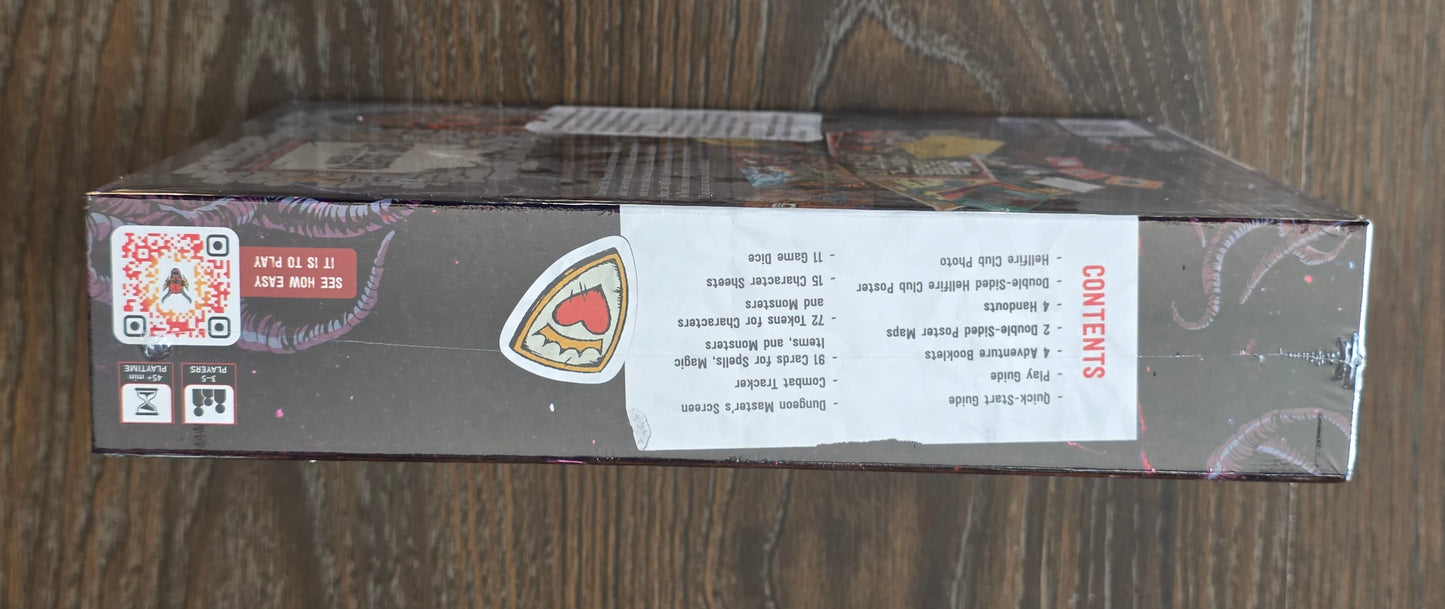 CONTENTS
- Quick-Start Guide
- Play Guide
- 4 Adventure Booklets
- 2 Double-Sided Poster Maps
- 4 Handouts
- Double-Sided Hellfire Club Poster
- Hellfire Club Photo
- Dungeon Master's Screen
- Combat Tracker
- 91 Cards for Spells, Magic
Items, and Monsters
- 72 Tokens for Characters
and Monsters
- 15 Character Sheets
- 11 Game Dice
3-5
PLAYERS
45+ min
PLAYTIME
SEE HOW EASY
IT IS TO PLAY